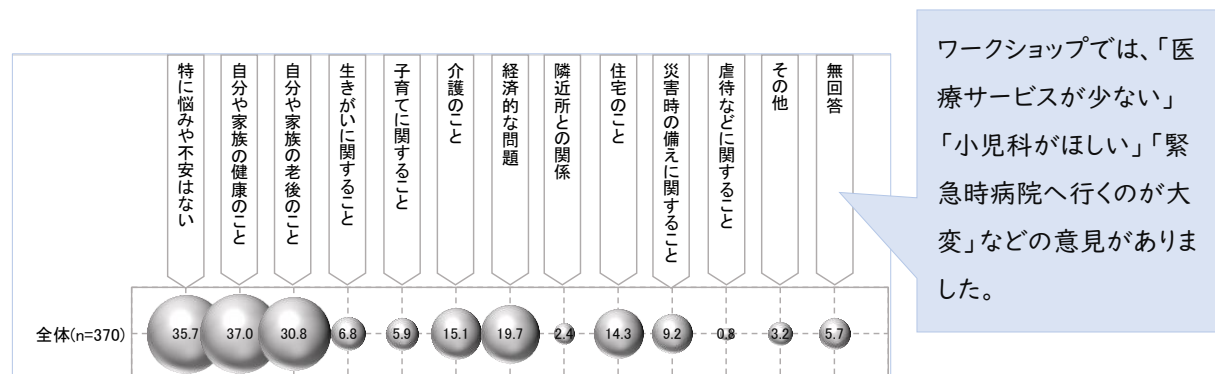 特に悩みや不安はない
自分や家族の健康のこと
自分や家族の老後のこと
生きがいに関すること
子育てに関すること
介護のこと
経済的な問題
隣近所との関係
住宅のこと
災害時の備えに関すること
虐待などに関すること
その他
無回答
全体(n=370)
35.7
37.0
30.8
6.8
5.9
15.1
19.7
2.4
14.3
9.2
0.8
3.2
5.7
ワークショップでは、「医
療サービスが少ない」
「小児科がほしい」「緊
急時病院へ行くのが大
変」などの意見がありま
した。